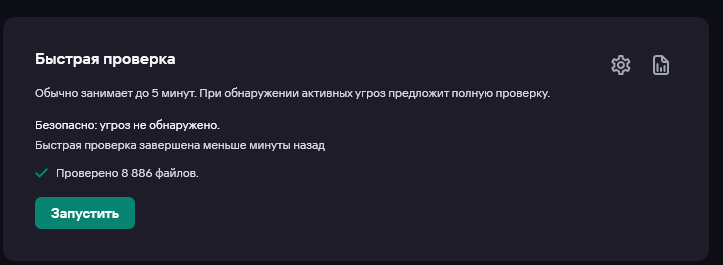 Быстрая проверка
Обычно занимает до 5 минут. При обнаружении активных угроз предложит полную проверку.
Безопасно: угроз не обнаружено.
Быстрая проверка завершена меньше минуты назад
Проверено 8 886 файлов.
Запустить